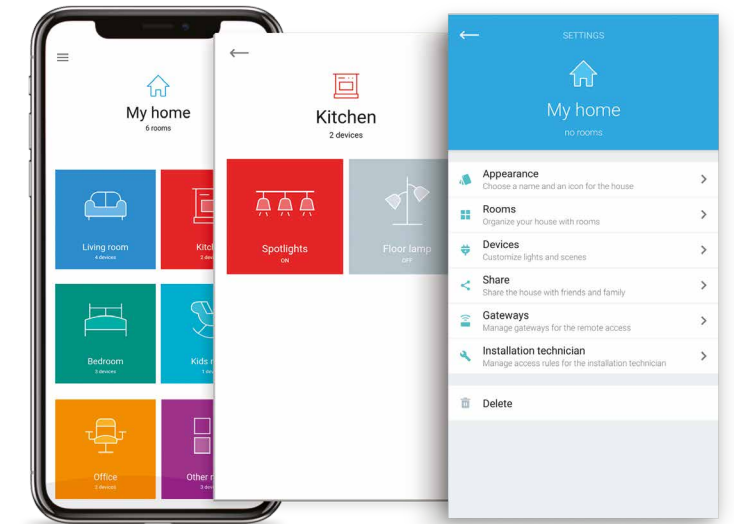 My home
6 rooms
Living room
4 devices
Bedroom
3 devices
Kids
Office
2 devices
Other
Kitchen
2 devices
Spotlights
ON
Floor lamp
OFF
SETTINGS
My home
no rooms
Appearance
Choose a name and an icon for the house
Rooms
Organize your house with rooms
Devices
Customize lights and scenes
Share
Share the house with friends and family
Gateways
Manage gateways for the remote access
Installation technician
Manage access rules for the installation technician
Delete